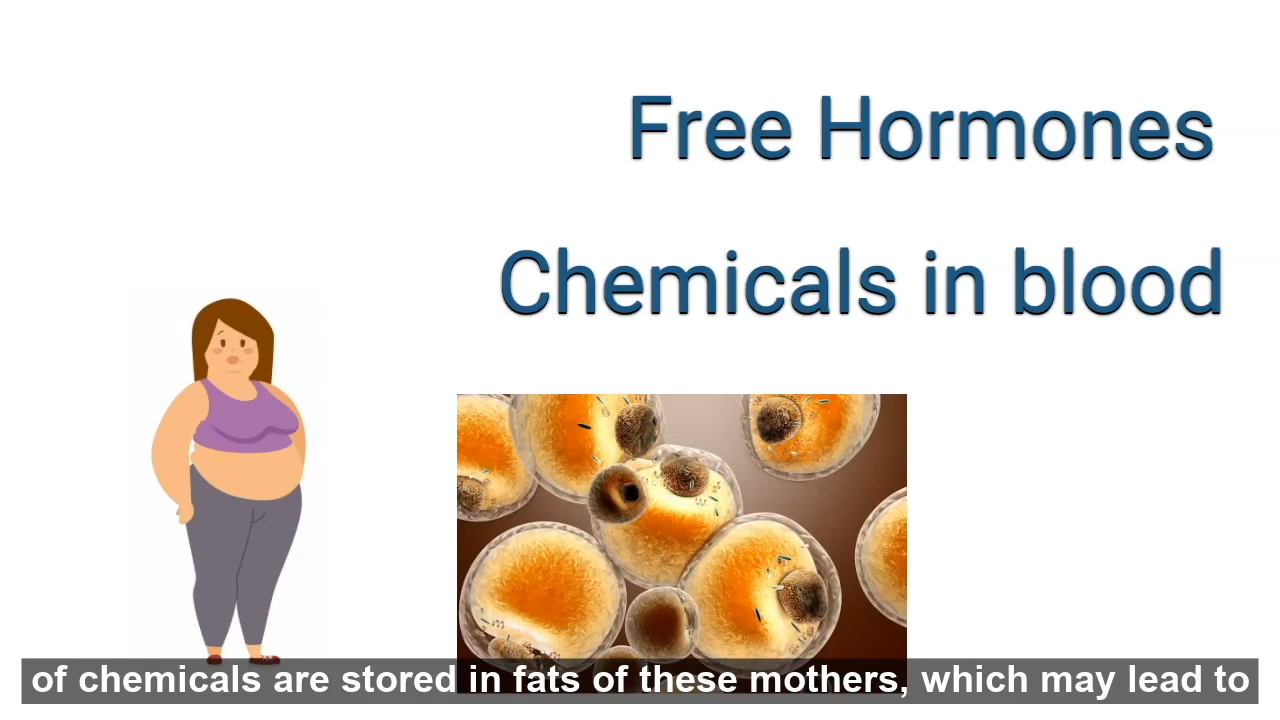 Free Hormones
Chemicals in blood
of chemicals are stored in fats of these mothers, which may lead to